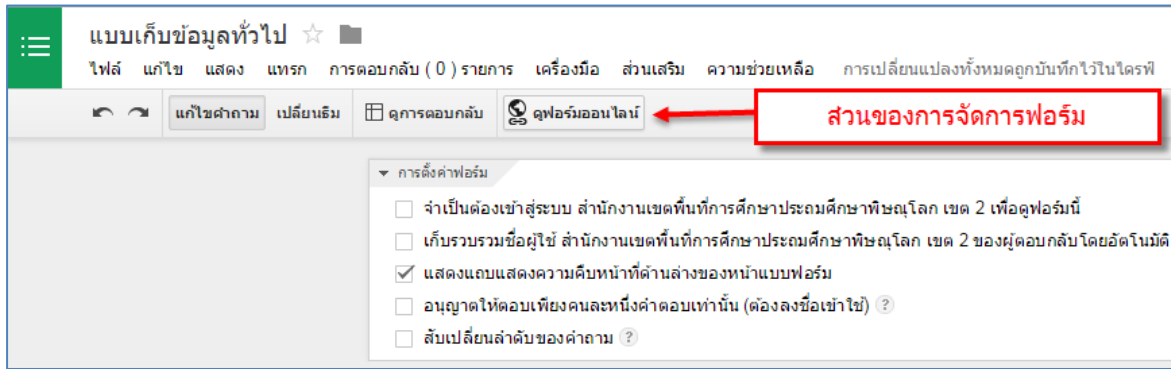 แบบเก็บข้อมูลทั่วไป
ไฟล์ แก้ไข แสดง แทรก การตอบกลับ ( 0 ) รายการ เครื่องมือ ส่วนเสริม ความช่วยเหลือ การเปลี่ยนแปลงทั้งหมดถูกบันทึกไว้ในไดรฟ์
แก้ไขคำถาม เปลี่ยนธีม ดูการตอบกลับ ดูฟอร์มออนไลน์ ส่วนของการจัดการฟอร์ม
การตั้งค่าฟอร์ม
จำเป็นต้องเข้าสู่ระบบ สำนักงานเขตพื้นที่การศึกษาประถมศึกษาพิษณุโลก เขต 2 เพื่อดูฟอร์มนี้
เก็บรวบรวมชื่อผู้ใช้ สำนักงานเขตพื้นที่การศึกษาประถมศึกษาพิษณุโลก เขต 2 ของผู้ตอบกลับโดยอัตโนมัติ
แสดงแถบแสดงความคืบหน้าที่ด้านล่างของหน้าแบบฟอร์ม
อนุญาตให้ตอบเพียงคนละหนึ่งคำตอบเท่านั้น (ต้องลงชื่อเข้าใช้) ?
สับเปลี่ยนลำดับของคำถาม ?